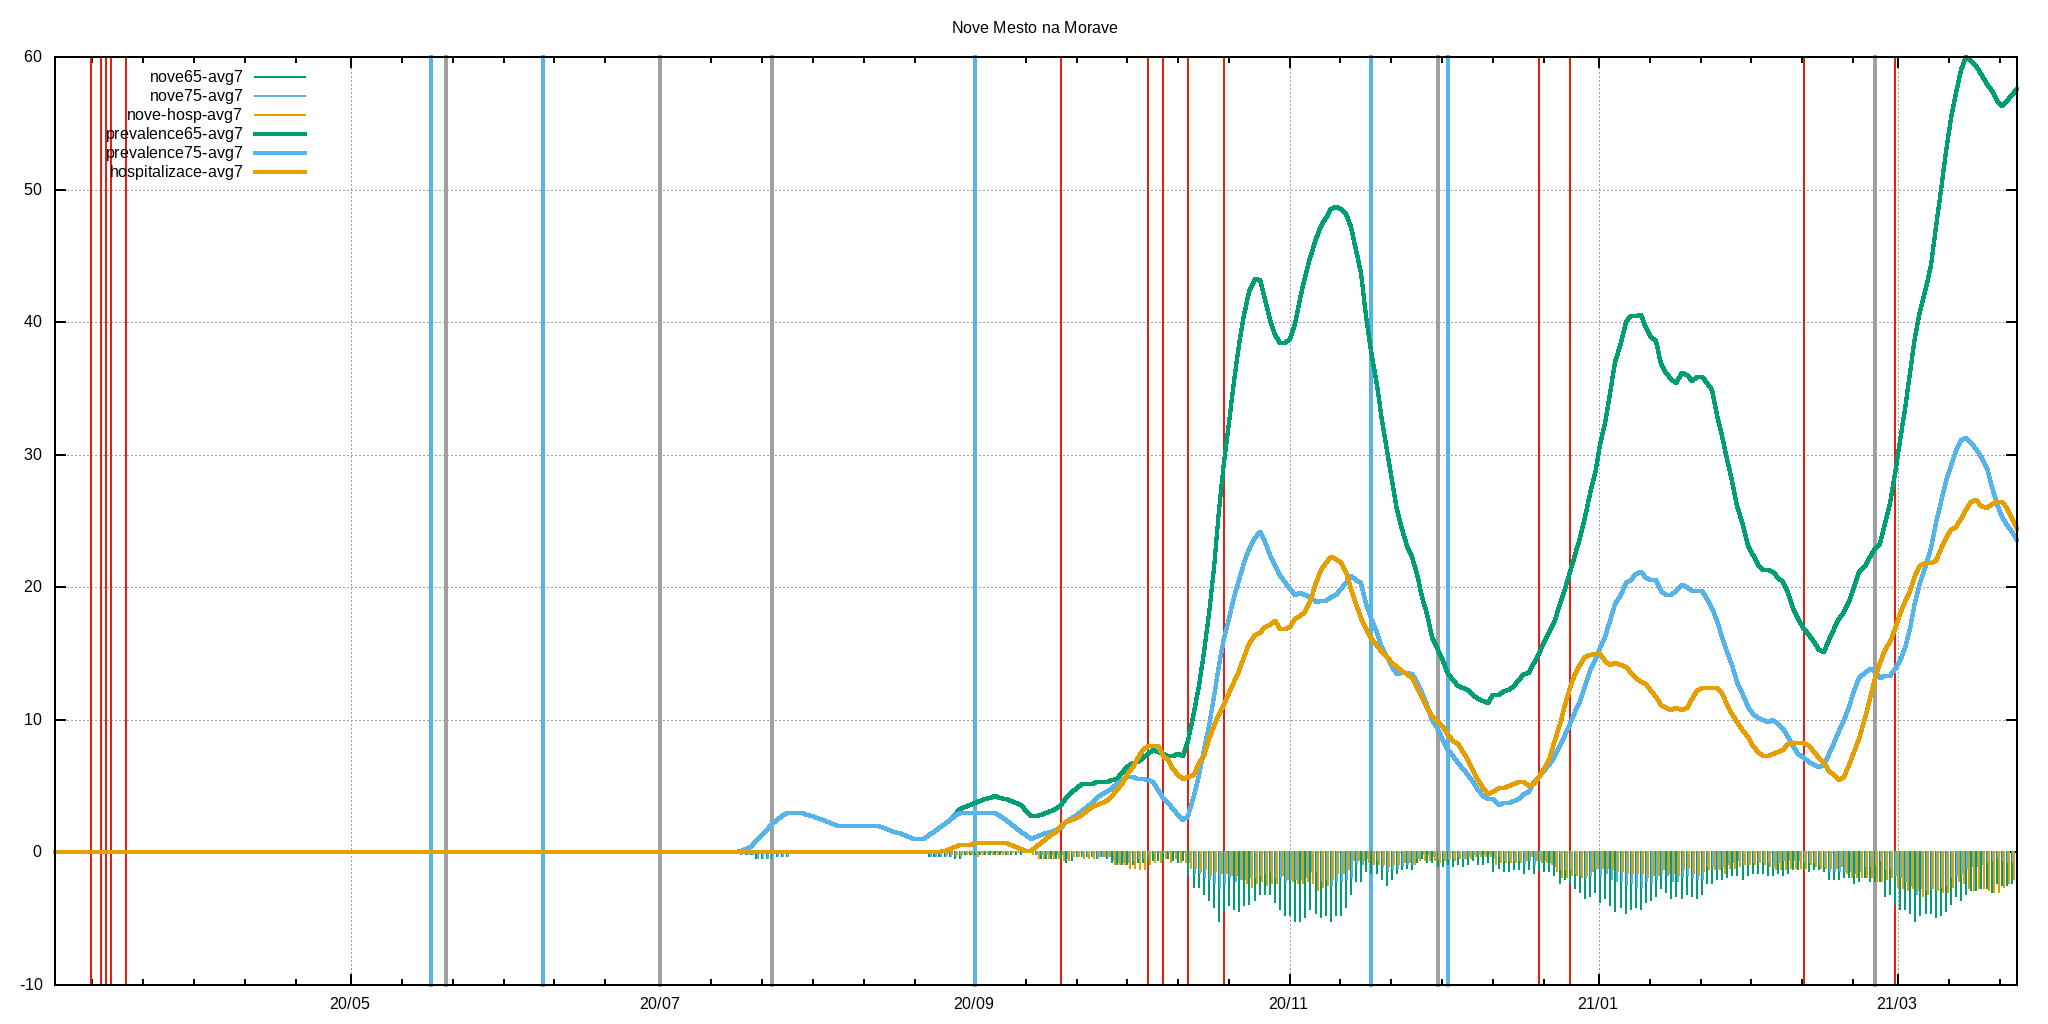 Nove Mesto na Morave
60
50
40
30
20
10
0
-10
nove65-avg7
nove75-avg7
nove-hosp-avg7
prevalence65-avg7
prevalence75-avg7
hospitalizace-avg7
20/05
20/07
20/09
20/11
21/01
21/03